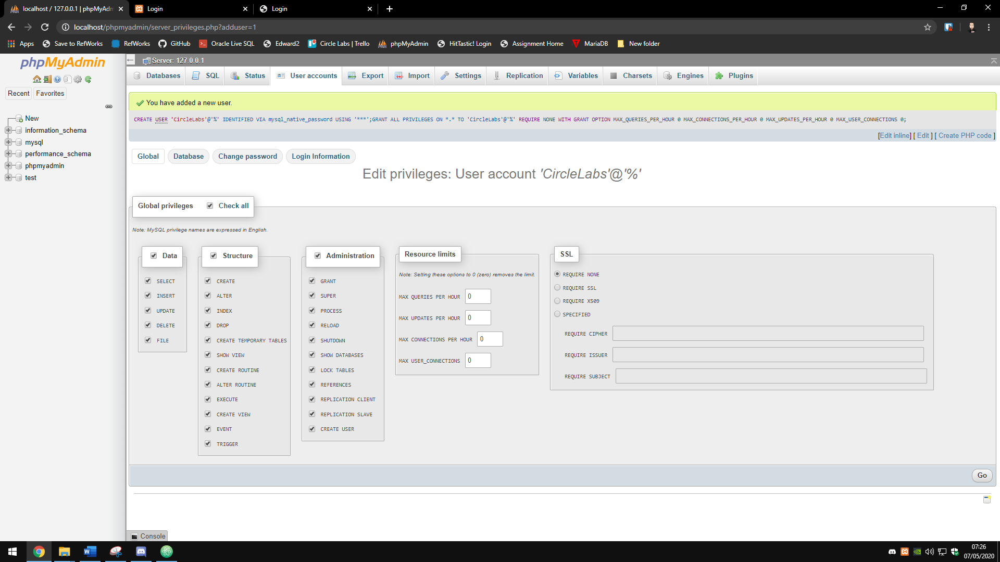 localhost / 127.0.0.1 | phpMyAdm
Login
Login
localhost/phpmyadmin/server_privileges.php?adduser=1
Apps
Save to RefWorks
RefWorks
GitHub
Oracle Live SQL
Edward2
Circle Labs | Trello
phpMyAdmin
HitTastic! Login
Assignment Home
MariaDB
New folder
phpMyAdmin
Recent
Favorites
New
information_schema
mysql
performance_schema
phpmyadmin
test
Server: 127.0.0.1
Databases
SQL
Status
User accounts
Export
Import
Settings
Replication
Variables
Charsets
Engines
Plugins
You have added a new user.
CREATE USER 'CircleLabs'@'%' IDENTIFIED VIA mysql_native_password USING '***';GRANT ALL PRIVILEGES ON *.* TO 'CircleLabs'@'%' REQUIRE NONE WITH GRANT OPTION MAX_QUERIES_PER_HOUR 0 MAX_CONNECTIONS_PER_HOUR 0 MAX_UPDATES_PER_HOUR 0 MAX_USER_CONNECTIONS 0;
[Edit inline] [ Edit ] [ Create PHP code ]
Global
Database
Change password
Login Information
Edit privileges: User account 'CircleLabs'@'%'
Global privileges
Check all
Note: MySQL privilege names are expressed in English.
Data
SELECT
INSERT
UPDATE
DELETE
FILE
Structure
CREATE
ALTER
INDEX
DROP
CREATE TEMPORARY TABLES
SHOW VIEW
CREATE ROUTINE
ALTER ROUTINE
EXECUTE
CREATE VIEW
EVENT
TRIGGER
Administration
GRANT
SUPER
PROCESS
RELOAD
SHUTDOWN
SHOW DATABASES
LOCK TABLES
REFERENCES
REPLICATION CLIENT
REPLICATION SLAVE
CREATE USER
Resource limits
Note: Setting these options to 0 (zero) removes the limit.
MAX QUERIES PER HOUR 0
MAX UPDATES PER HOUR 0
MAX CONNECTIONS PER HOUR 0
MAX USER_CONNECTIONS 0
SSL
REQUIRE NONE
REQUIRE SSL
REQUIRE X509
SPECIFIED
REQUIRE CIPHER
REQUIRE ISSUER
REQUIRE SUBJECT
Go
Console
07:26
07/05/2020